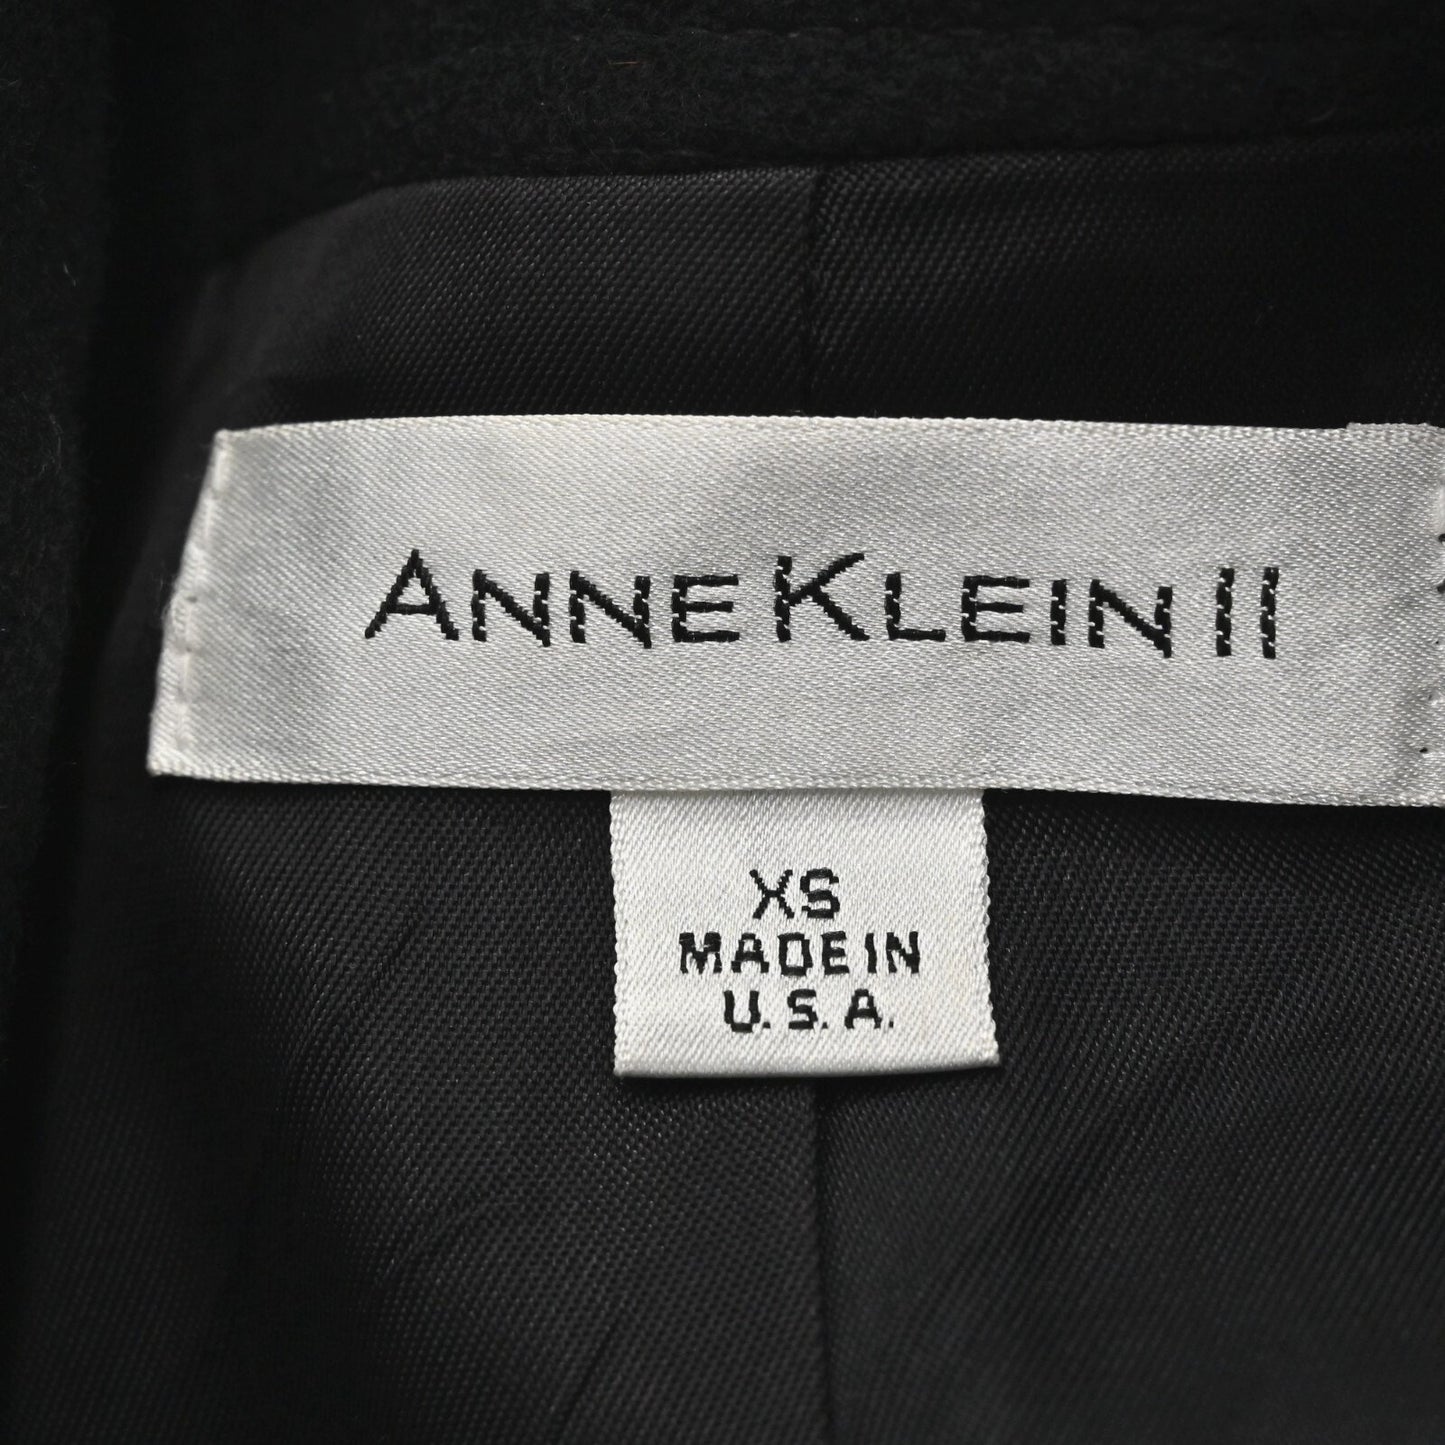 ANNE KLEIN II
XS
MADE IN
U.S.A.